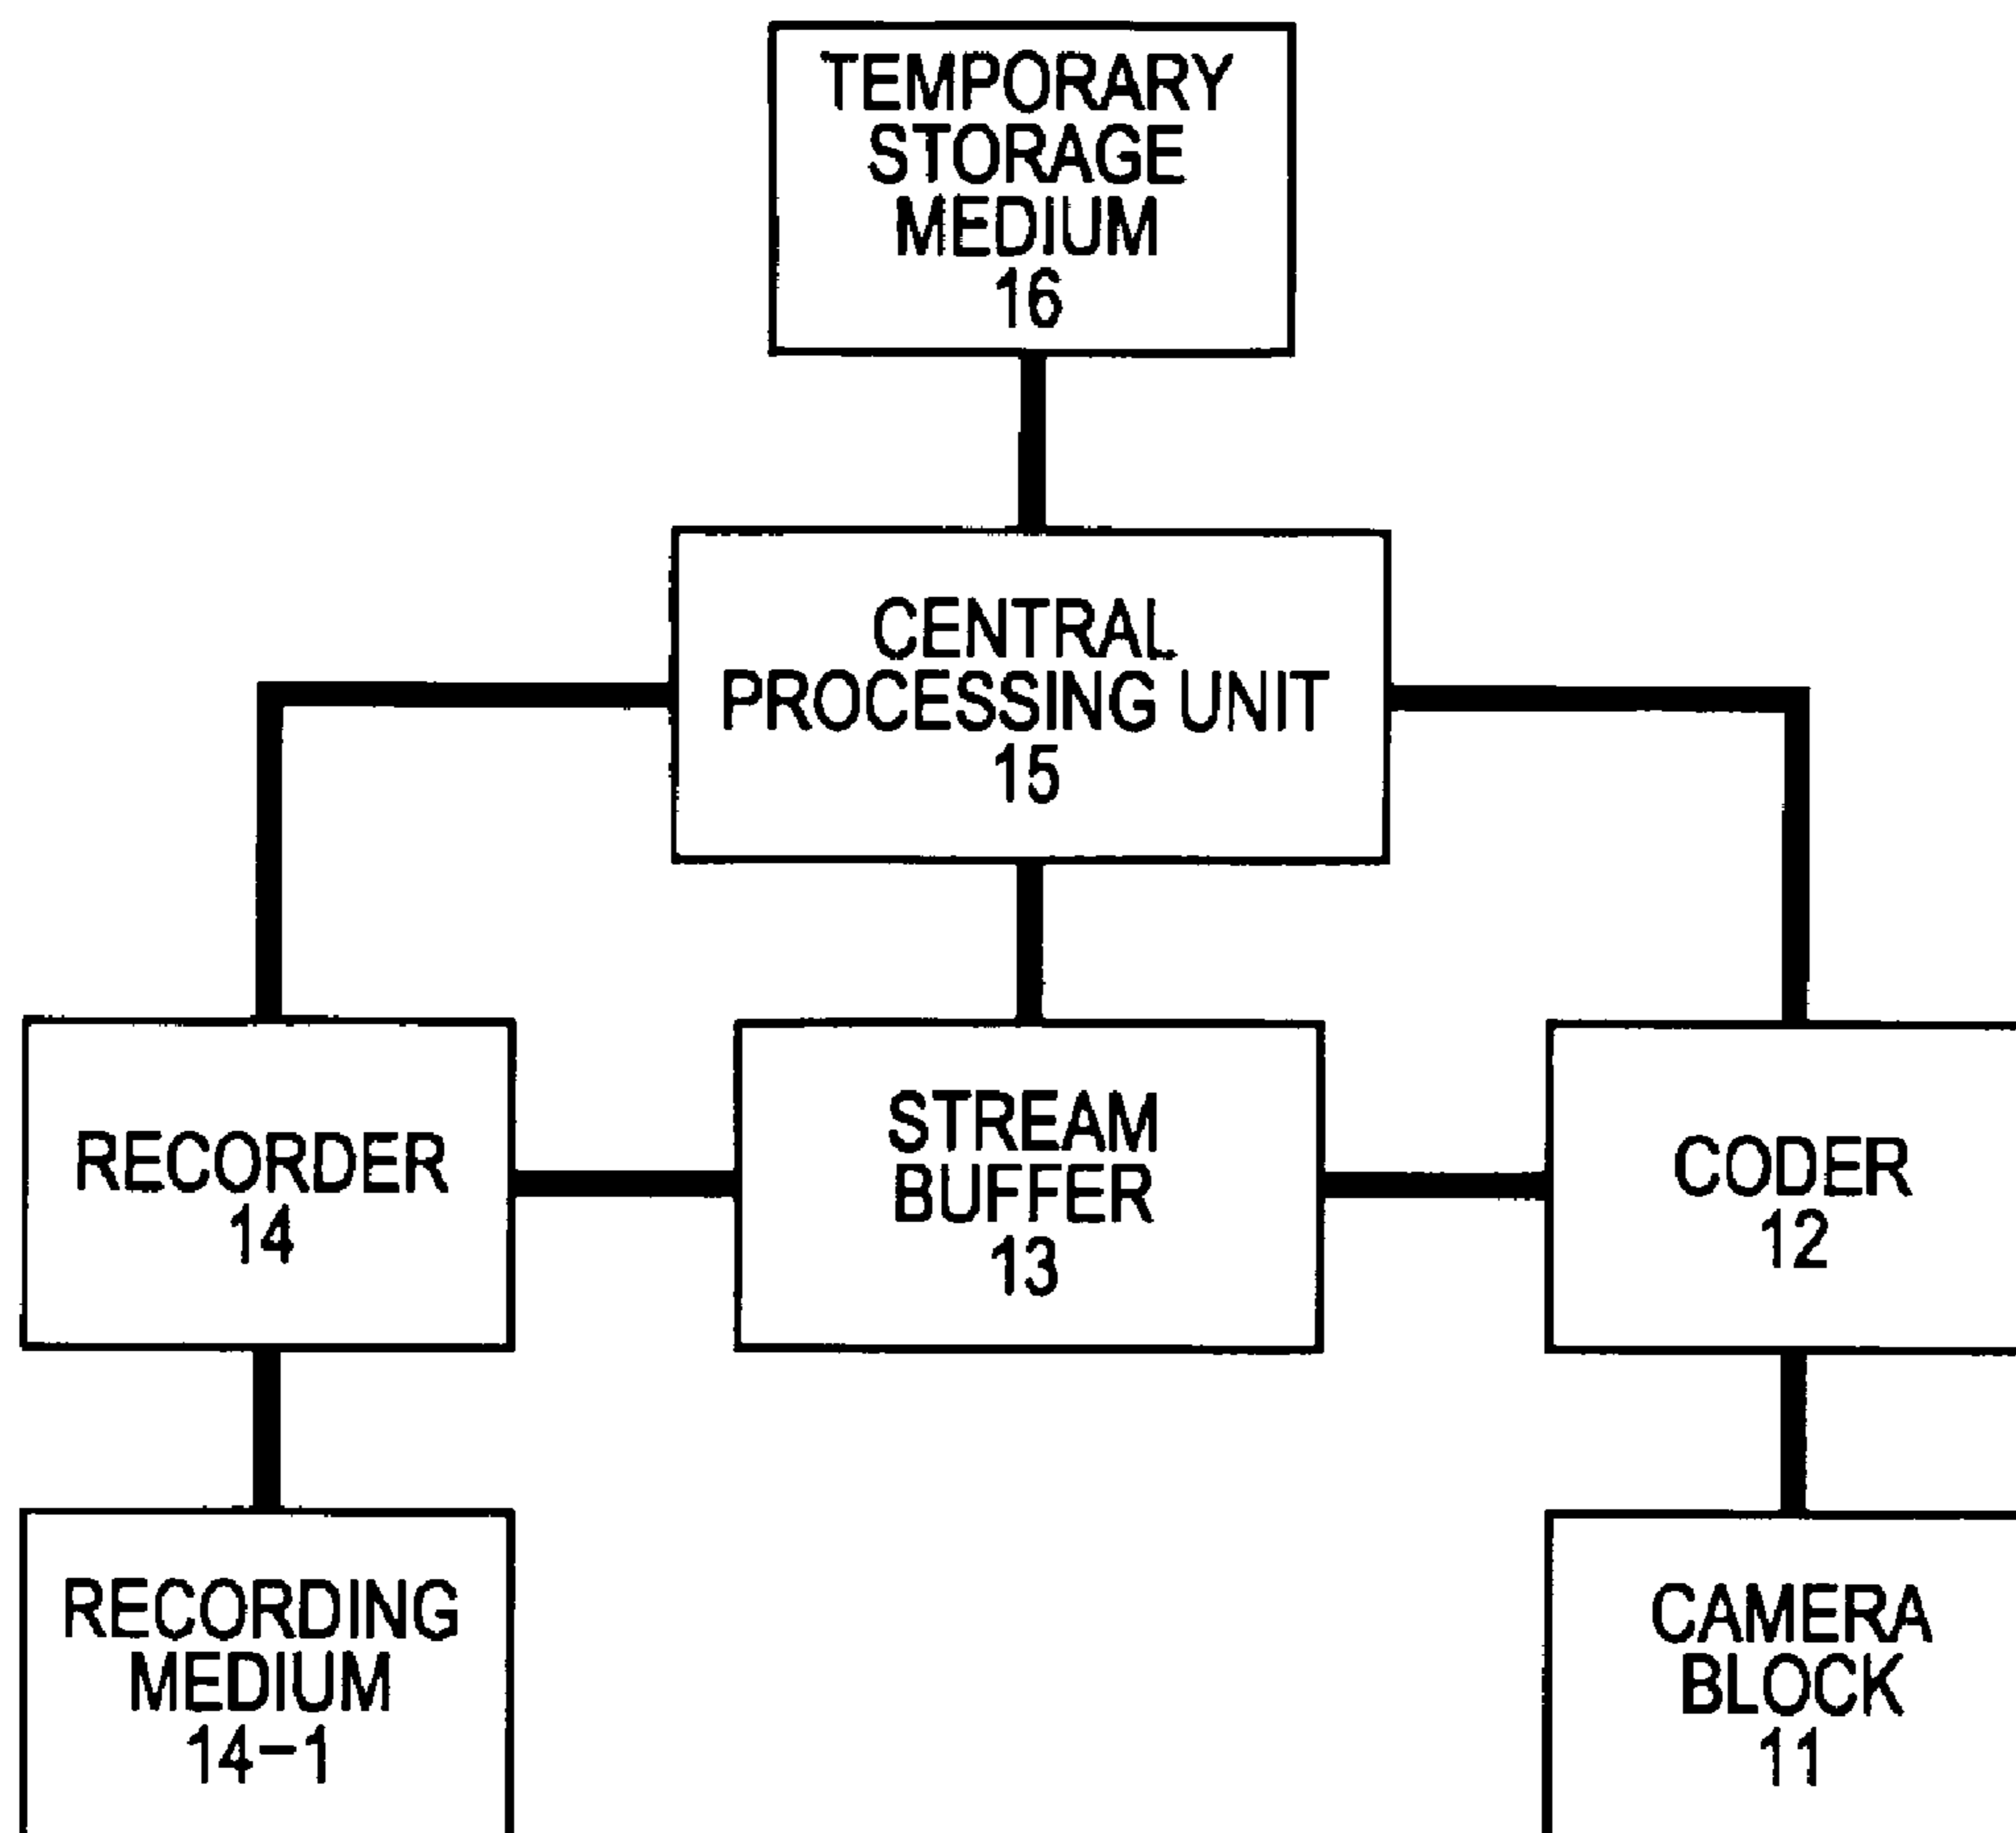 TEMPORARY
STORAGE
MEDIUM
16
CENTRAL
PROCESSING UNIT
15
RECORDER
14
STREAM
BUFFER
13
CODER
12
RECORDING
MEDIUM
14-1
CAMERA
BLOCK
11